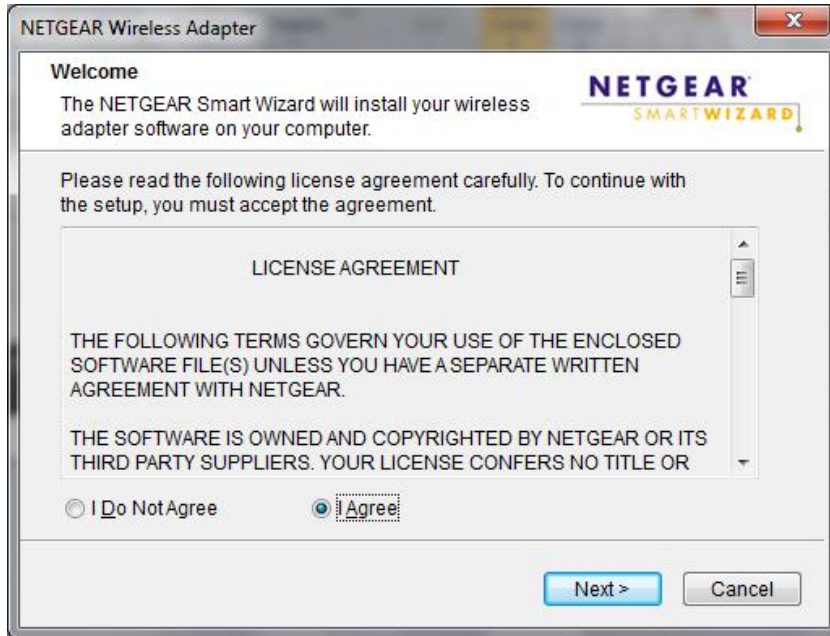 NETGEAR Wireless Adapter
Welcome
The NETGEAR Smart Wizard will install your wireless
adapter software on your computer.
NETGEAR
SMARTWIZARD
Please read the following license agreement carefully. To continue with
the setup, you must accept the agreement.
LICENSE AGREEMENT
THE FOLLOWING TERMS GOVERN YOUR USE OF THE ENCLOSED
SOFTWARE FILE(S) UNLESS YOU HAVE A SEPARATE WRITTEN
AGREEMENT WITH NETGEAR.
THE SOFTWARE IS OWNED AND COPYRIGHTED BY NETGEAR OR ITS
THIRD PARTY SUPPLIERS. YOUR LICENSE CONFERS NO TITLE OR
I Do Not Agree
I Agree
Next >
Cancel